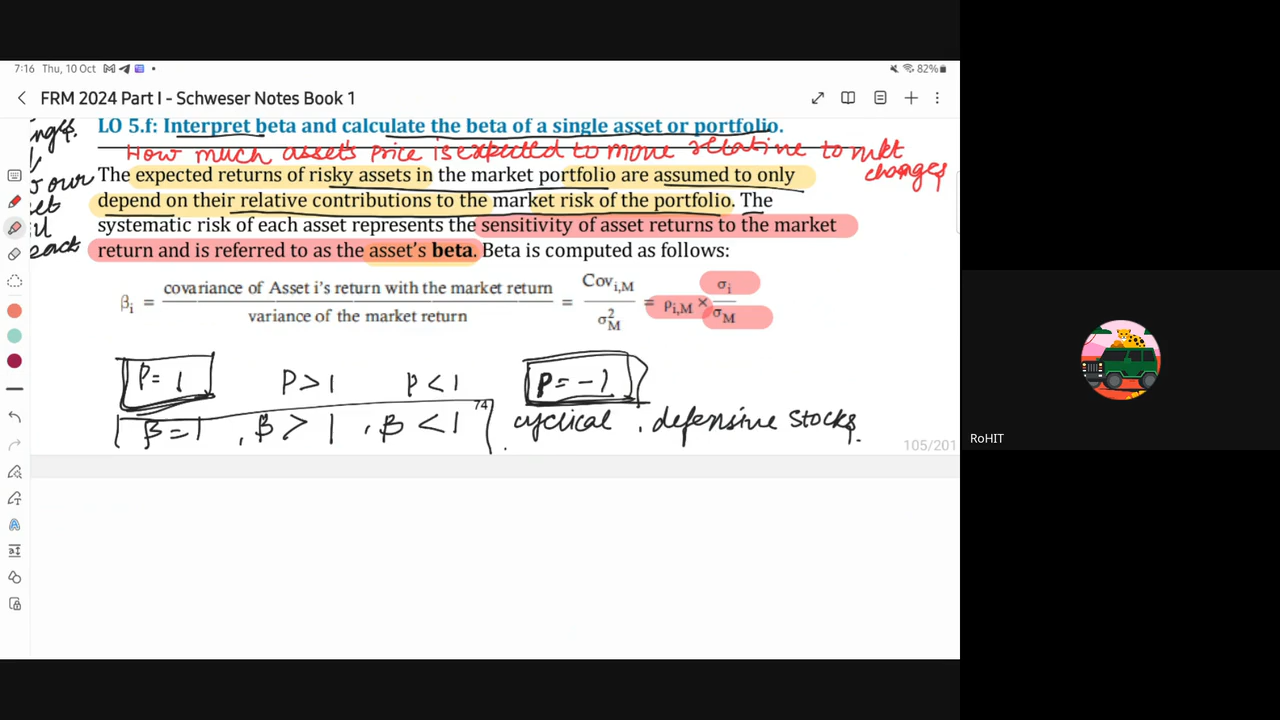 7:16 Thu, 10 Oct 82%
FRM 2024 Part I - Schweser Notes Book 1
LO 5.f: Interpret beta and calculate the beta of a single asset or portfolio.
How much assets price is expected to move relative to mkt changes
The expected returns of risky assets in the market portfolio are assumed to only
depend on their relative contributions to the market risk of the portfolio. The
systematic risk of each asset represents the sensitivity of asset returns to the market
return and is referred to as the asset's beta. Beta is computed as follows:
βi = covariance of Asset i's return with the market return / variance of the market return = Cov i,M / σ²M = ρi,M × σi / σM
P = 1 P > 1 P < 1 P = -1
74
β = 1 , β > 1 , β < 1 cyclical , defensive stocks.
105/201
RoHIT